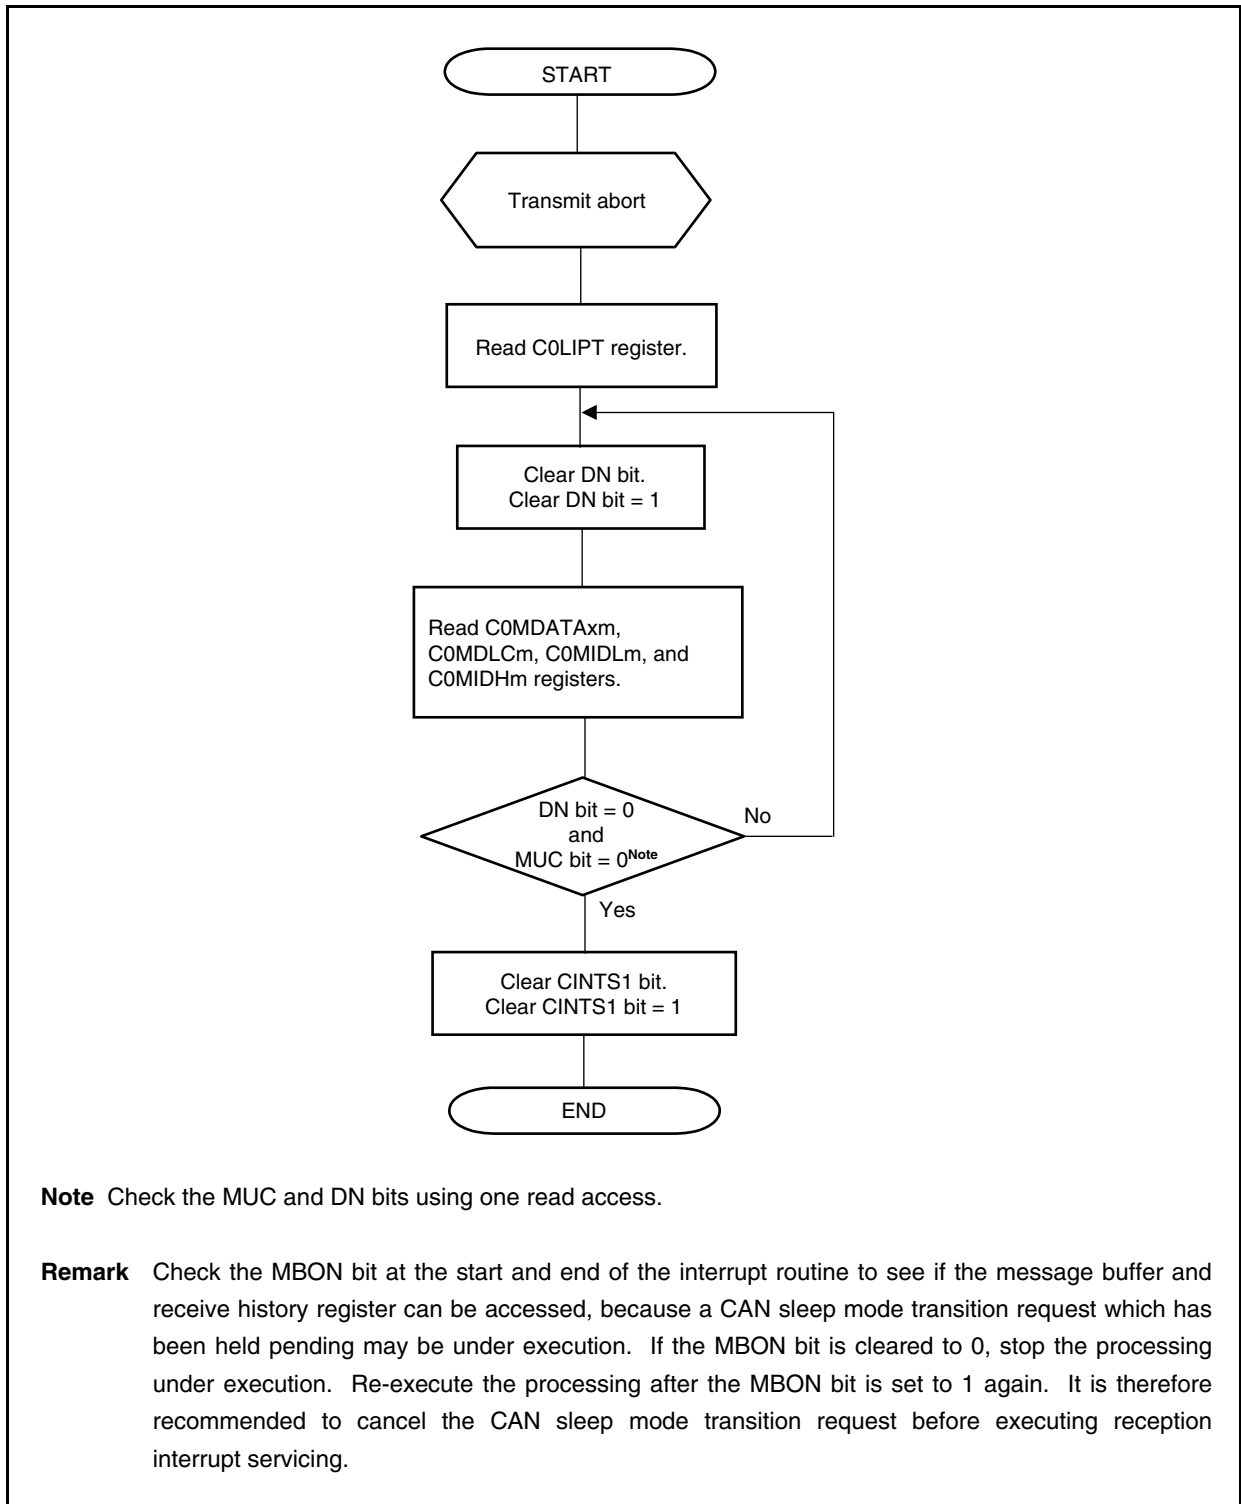 START
Transmit abort
Read C0LIPT register.
Clear DN bit.
Clear DN bit = 1
Read C0MDATAxm,
C0MDLCm, C0MIDLm, and
C0MIDHm registers.
DN bit = 0
and
MUC bit = 0Note
No
Yes
Clear CINTS1 bit.
Clear CINTS1 bit = 1
END
Note Check the MUC and DN bits using one read access.
Remark Check the MBON bit at the start and end of the interrupt routine to see if the message buffer and
receive history register can be accessed, because a CAN sleep mode transition request which has
been held pending may be under execution. If the MBON bit is cleared to 0, stop the processing
under execution. Re-execute the processing after the MBON bit is set to 1 again. It is therefore
recommended to cancel the CAN sleep mode transition request before executing reception
interrupt servicing.